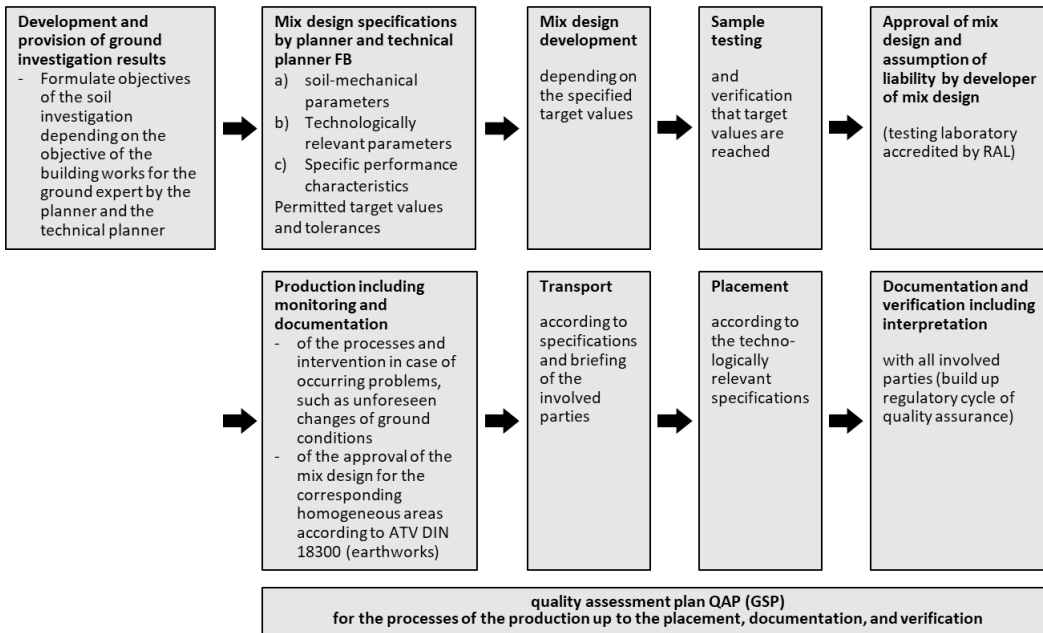 Development and
provision of ground
investigation results
- Formulate objectives
of the soil
investigation
depending on the
objective of the
building works for the
ground expert by the
planner and the
technical planner
Mix design specifications
by planner and technical
planner FB
a) soil-mechanical
parameters
b) Technologically
relevant parameters
c) Specific performance
characteristics
Permitted target values
and tolerances
Mix design
development
depending on
the specified
target values
Sample
testing
and
verification
that target
values are
reached
Approval of mix
design and
assumption of
liability by developer
of mix design
(testing laboratory
accredited by RAL)
Production including
monitoring and
documentation
- of the processes and
intervention in case of
occurring problems,
such as unforeseen
changes of ground
conditions
- of the approval of the
mix design for the
corresponding
homogeneous areas
according to ATV DIN
18300 (earthworks)
Transport
according to
specifications
and briefing
of the
involved
parties
Placement
according to
the techno-
logically
relevant
specifications
Documentation and
verification including
interpretation
with all involved
parties (build up
regulatory cycle of
quality assurance)
quality assessment plan QAP (GSP)
for the processes of the production up to the placement, documentation, and verification